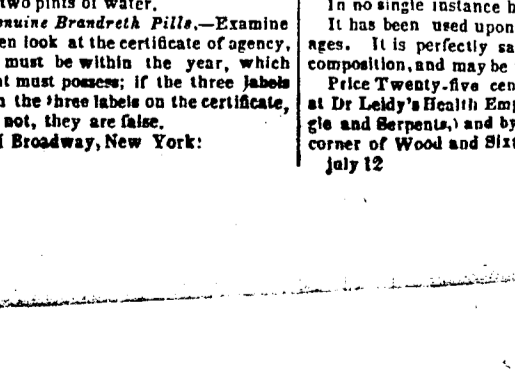 two pints of water.
nuine Brandreth Pills,—Examine
en look at the certificate of agency,
must be within the year, which
t must possess; if the three labels
n the three labels on the certificate,
not, they are false.
Broadway, New York:
In no single instance h
It has been used upon
ages. It is perfectly sa
composition, and may be
Price Twenty-five cen
at Dr Leidy's Health Emp
gle and Serpents,) and by
corner of Wood and Sixt
july 12